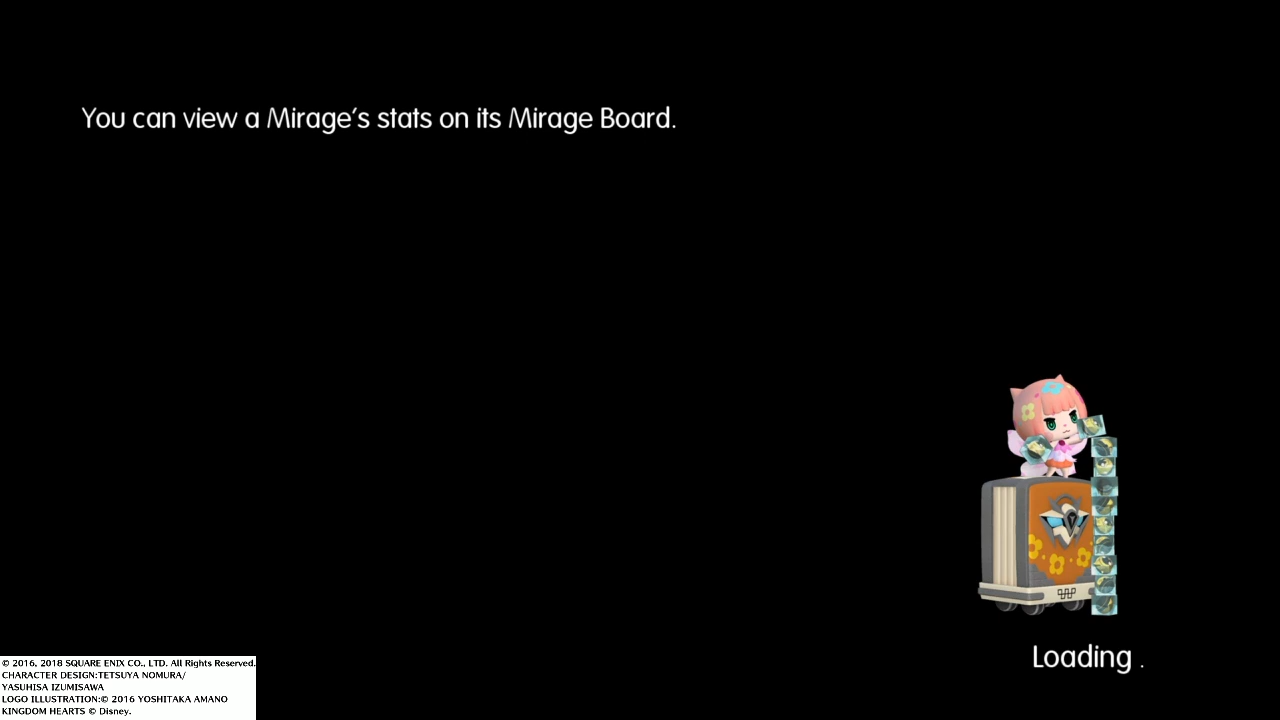 You can view a Mirage's stats on its Mirage Board.
Loading .
© 2016, 2018 SQUARE ENIX CO., LTD. All Rights Reserved.
CHARACTER DESIGN:TETSUYA NOMURA/
YASUHISA IZUMISAWA
LOGO ILLUSTRATION:© 2016 YOSHITAKA AMANO
KINGDOM HEARTS © Disney.